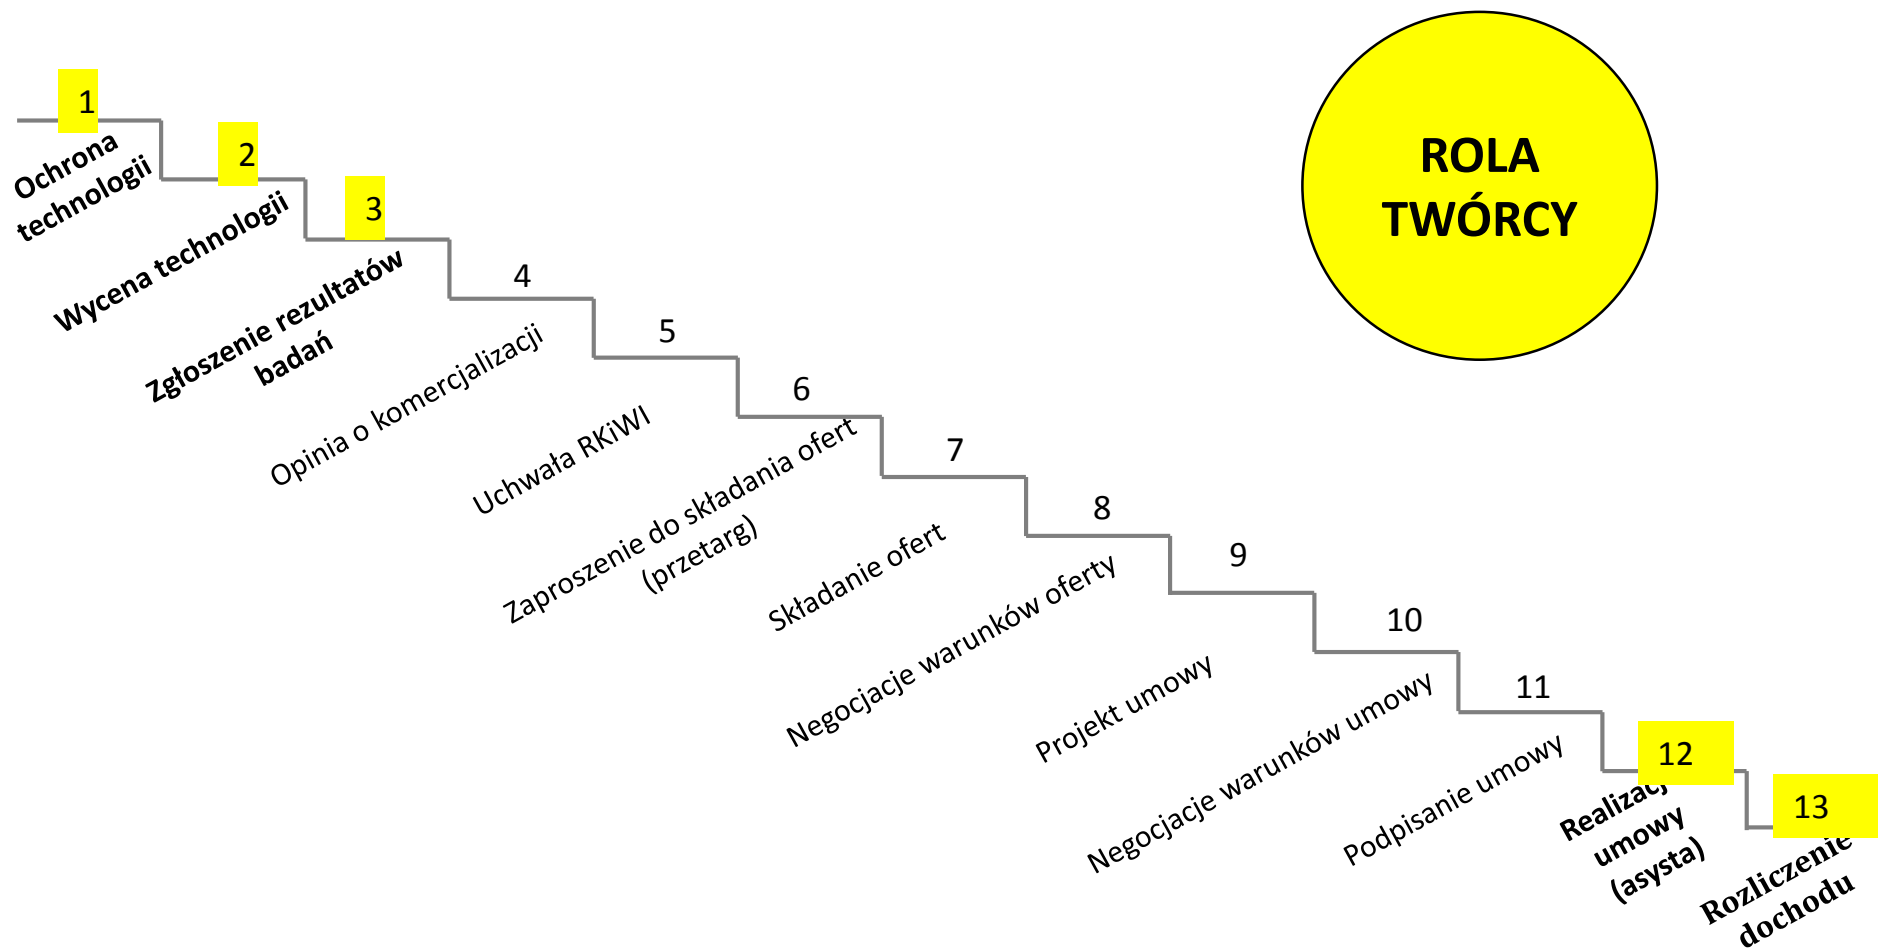 ROLA
TWÓRCY
1
Ochrona
technologii
2
Wycena technologii
3
Zgłoszenie rezultatów
badań
4
Opinia o komercjalizacji
5
Uchwała RKiWI
6
Zaproszenie do składania ofert
(przetarg)
7
Składanie ofert
8
Negocjacje warunków oferty
9
Projekt umowy
10
Negocjacje warunków umowy
11
Podpisanie umowy
12
Realizacj
umowy
(asysta)
13
Rozliczenie
dochodu